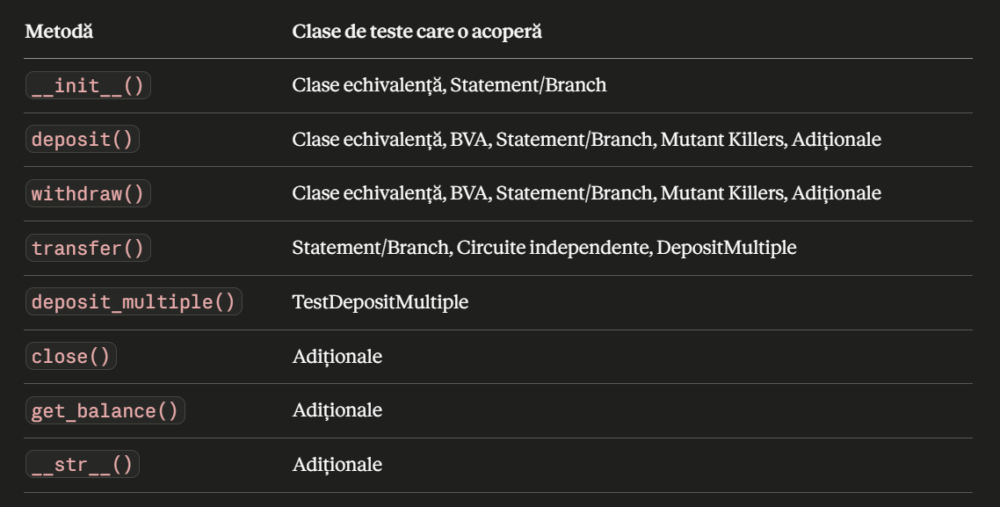 Metodă Clase de teste care o acoperă
__init__() Clase echivalență, Statement/Branch
deposit() Clase echivalență, BVA, Statement/Branch, Mutant Killers, Adiționale
withdraw() Clase echivalență, BVA, Statement/Branch, Mutant Killers, Adiționale
transfer() Statement/Branch, Circuite independente, DepositMultiple
deposit_multiple() TestDepositMultiple
close() Adiționale
get_balance() Adiționale
__str__() Adiționale